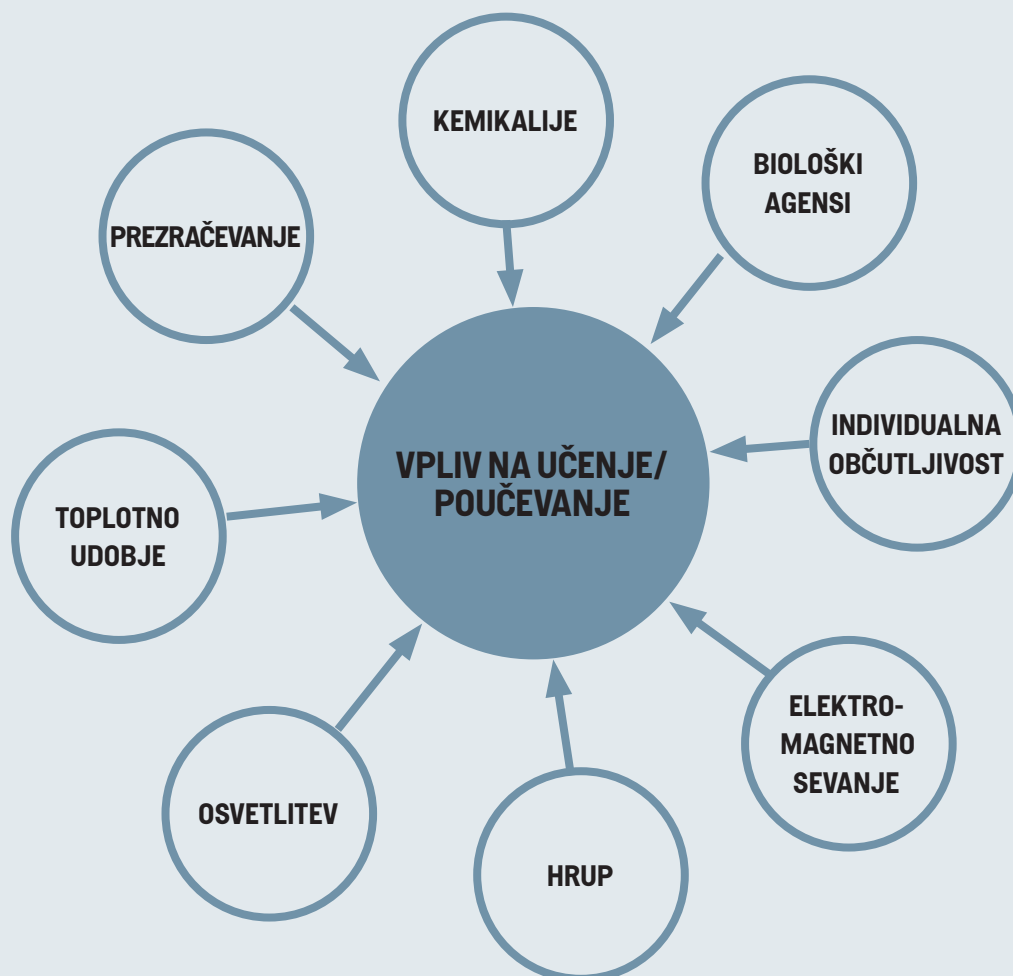 KEMIKALIJE
BIOLOŠKI
AGENSI
PREZRAČEVANJE
INDIVIDUALNA
OBČUTLJIVOST
VPLIV NA UČENJE/
POUČEVANJE
TOPLOTNO
UDOBJE
ELEKTRO-
MAGNETNO
SEVANJE
OSVETLITEV
HRUP